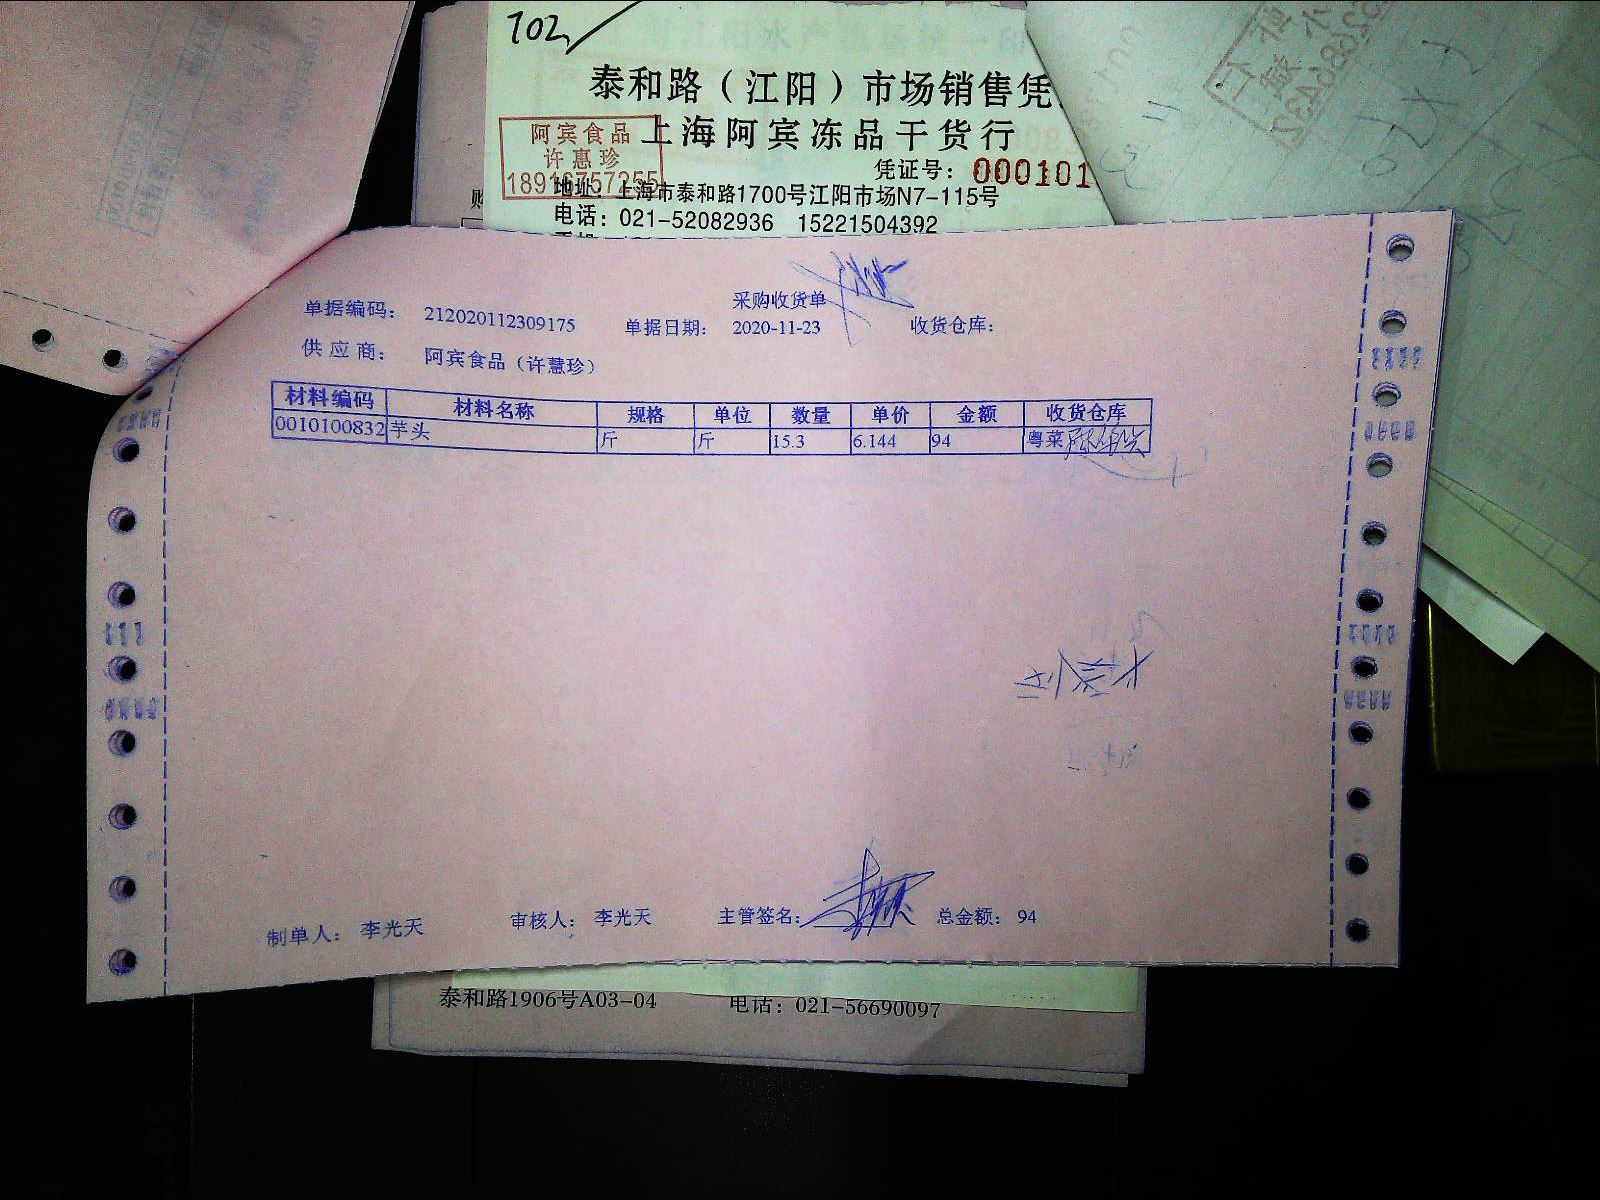 702
泰和路（江阳）市场销售凭
上海阿宾冻品干货行
阿宾食品
许惠珍
18916757255
凭证号：000101
地址：上海市泰和路1700号江阳市场N7-115号
电话：021-52082936 15221504392
购
采购收货单
单据编码： 212020112309175 单据日期： 2020-11-23 收货仓库：
供应商： 阿宾食品（许慧珍）
材料编码 材料名称 规格 单位 数量 单价 金额 收货仓库
0010100832 芋头 斤 斤 15.3 6.144 94 粤菜
制单人： 李光天 审核人： 李光天 主管签名： 总金额： 94
泰和路1906号A03-04 电话：021-56690097